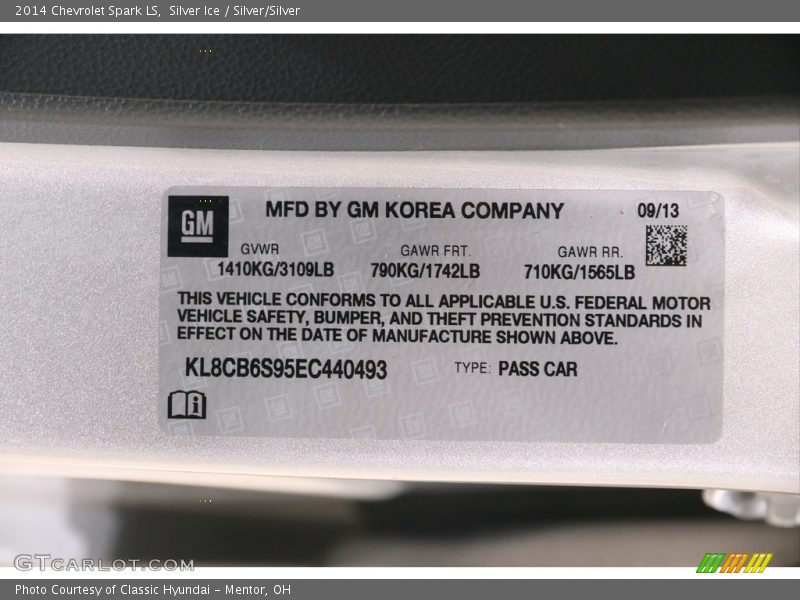 2014 Chevrolet Spark LS,  Silver Ice / Silver/Silver
GM
MFD BY GM KOREA COMPANY
09/13
GVWR
GAWR FRT.
GAWR RR.
1410KG/3109LB
790KG/1742LB
710KG/1565LB
THIS VEHICLE CONFORMS TO ALL APPLICABLE U.S. FEDERAL MOTOR
VEHICLE SAFETY, BUMPER, AND THEFT PREVENTION STANDARDS IN
EFFECT ON THE DATE OF MANUFACTURE SHOWN ABOVE.
KL8CB6S95EC440493
TYPE: PASS CAR
GTCARLOT.COM
Photo Courtesy of Classic Hyundai - Mentor, OH